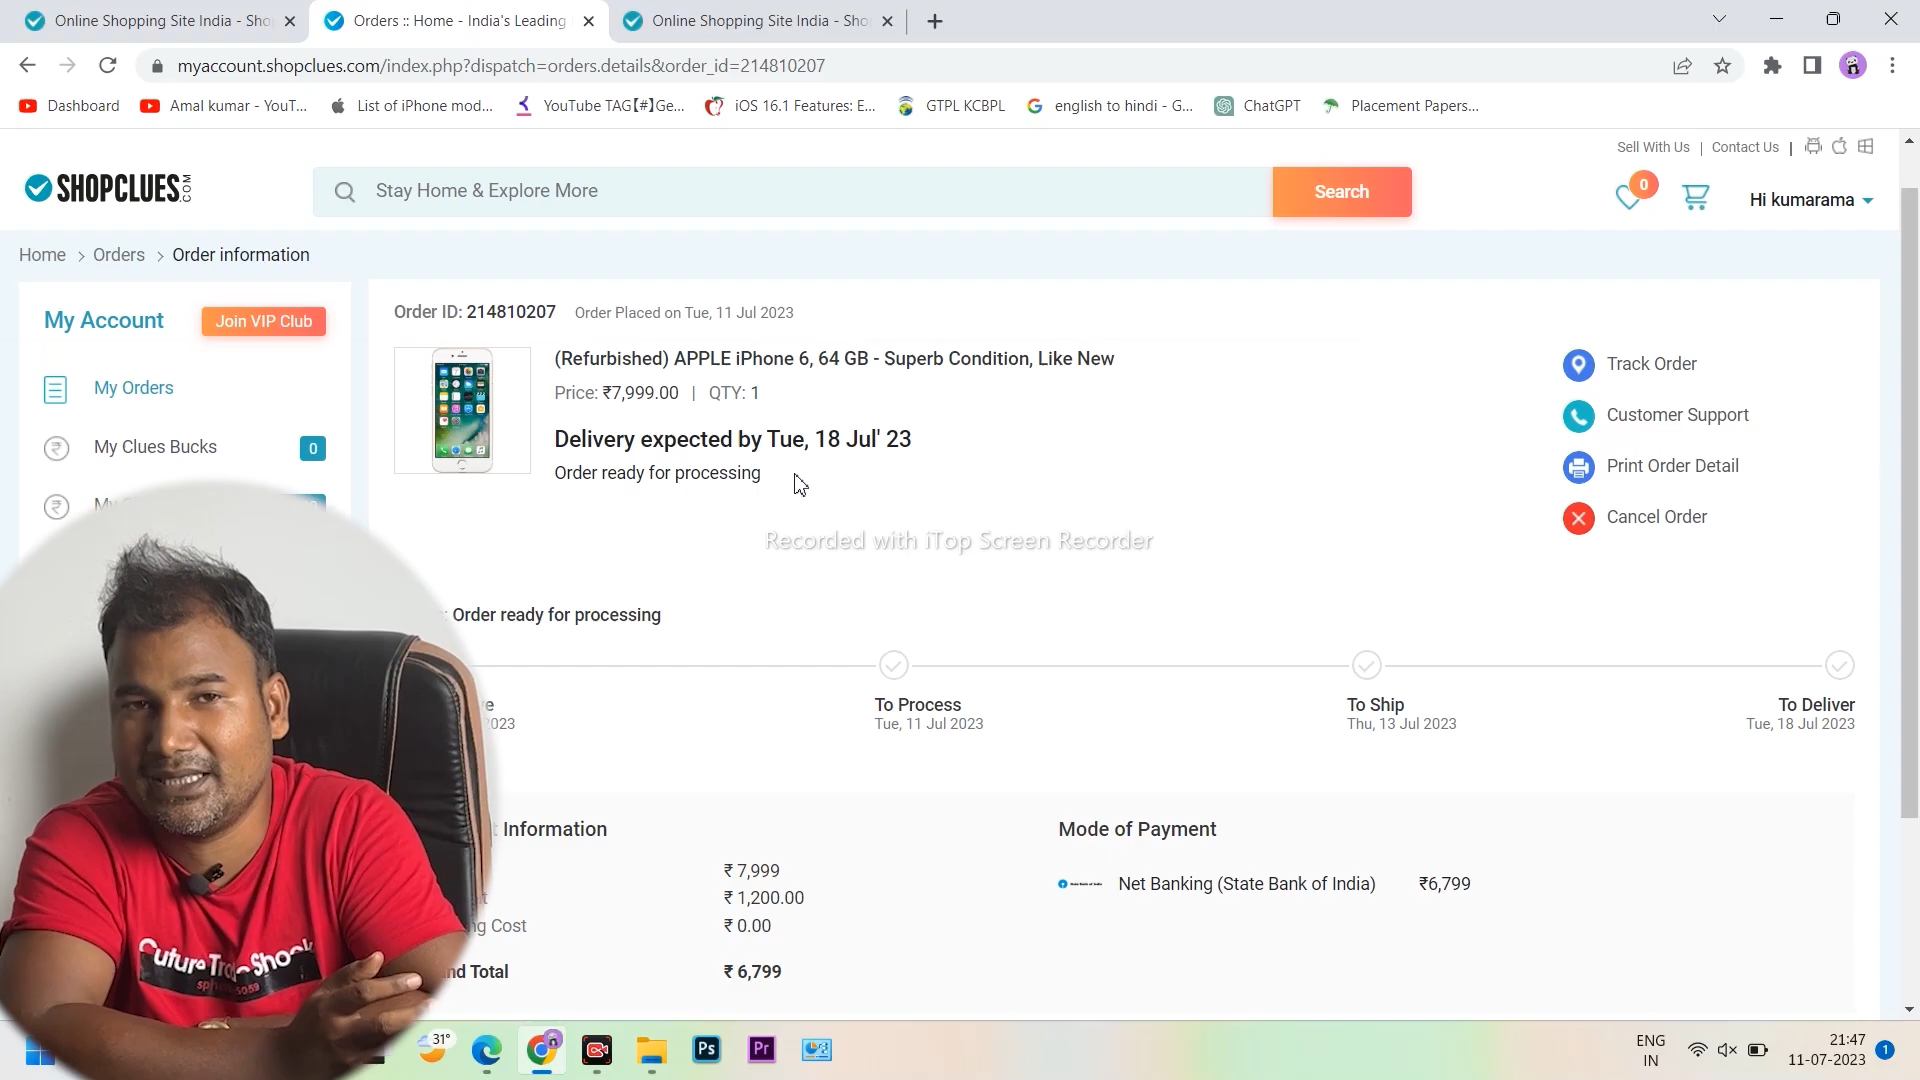 Online Shopping Site India - Sho
Orders :: Home - India's Leading
Online Shopping Site India - Sho
myaccount.shopclues.com/index.php?dispatch=orders.details&order_id=214810207
Dashboard
Amal kumar - YouT...
List of iPhone mod...
YouTube TAG【#】Ge...
iOS 16.1 Features: E...
GTPL KCBPL
english to hindi - G...
ChatGPT
Placement Papers...
Sell With Us | Contact Us |
SHOPCLUES.COM
Stay Home & Explore More
Search
0
Hi kumarama
Home > Orders > Order information
My Account
Join VIP Club
My Orders
My Clues Bucks
0
Order ID: 214810207 Order Placed on Tue, 11 Jul 2023
(Refurbished) APPLE iPhone 6, 64 GB - Superb Condition, Like New
Price: ₹7,999.00 | QTY: 1
Delivery expected by Tue, 18 Jul' 23
Order ready for processing
Track Order
Customer Support
Print Order Detail
Cancel Order
Recorded with iTop Screen Recorder
: Order ready for processing
To Process
Tue, 11 Jul 2023
To Ship
Thu, 13 Jul 2023
To Deliver
Tue, 18 Jul 2023
2023
Information
₹ 7,999
₹ 1,200.00
Cost
₹ 0.00
Total
₹ 6,799
Mode of Payment
Net Banking (State Bank of India) ₹6,799
31°
Ps
Pr
ENG
IN
21:47
11-07-2023
1